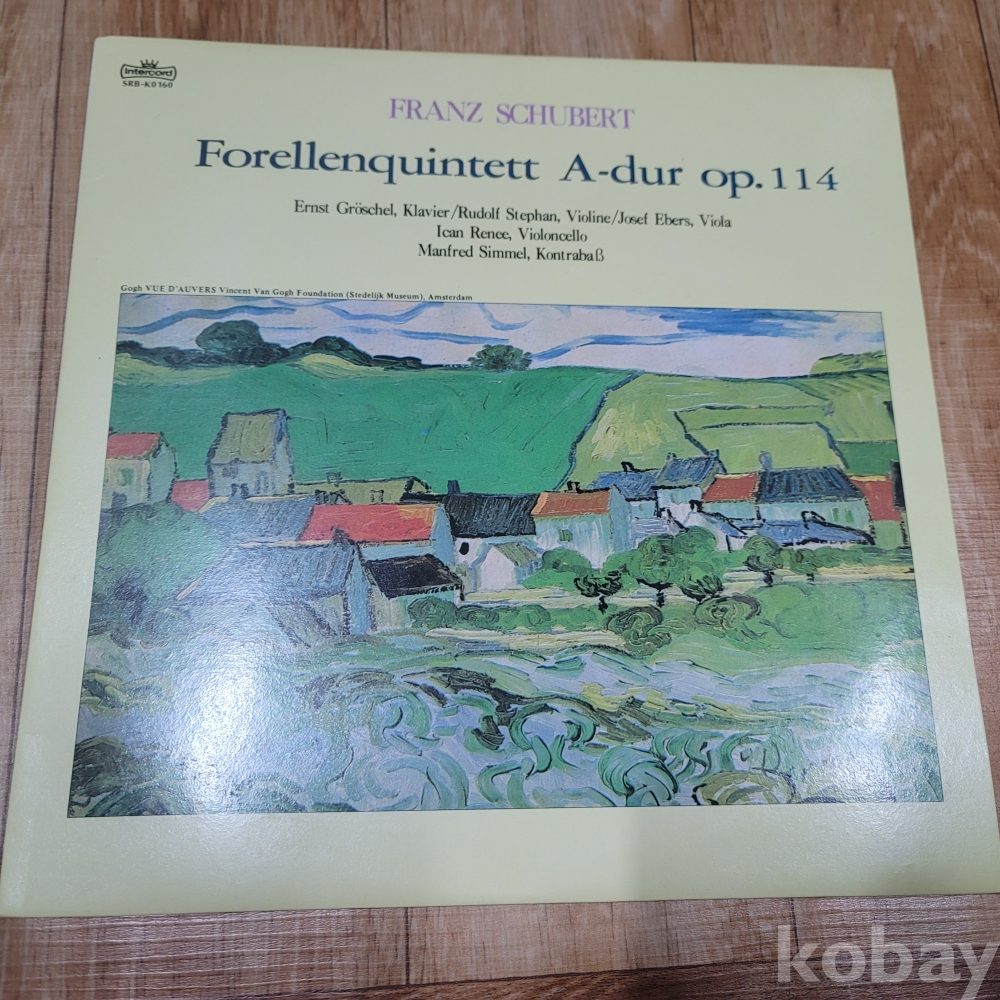 Intercord
SRB-K0160
FRANZ SCHUBERT
Forellenquintett A-dur op.114
Ernst Gröschel, Klavier/Rudolf Stephan, Violine/Josef Ebers, Viola
Ican Renee, Violoncello
Manfred Simmel, Kontrabaß
Gogh VUE D'AUVERS Vincent Van Gogh Foundation (Stedelijk Museum), Amsterdam
kobay